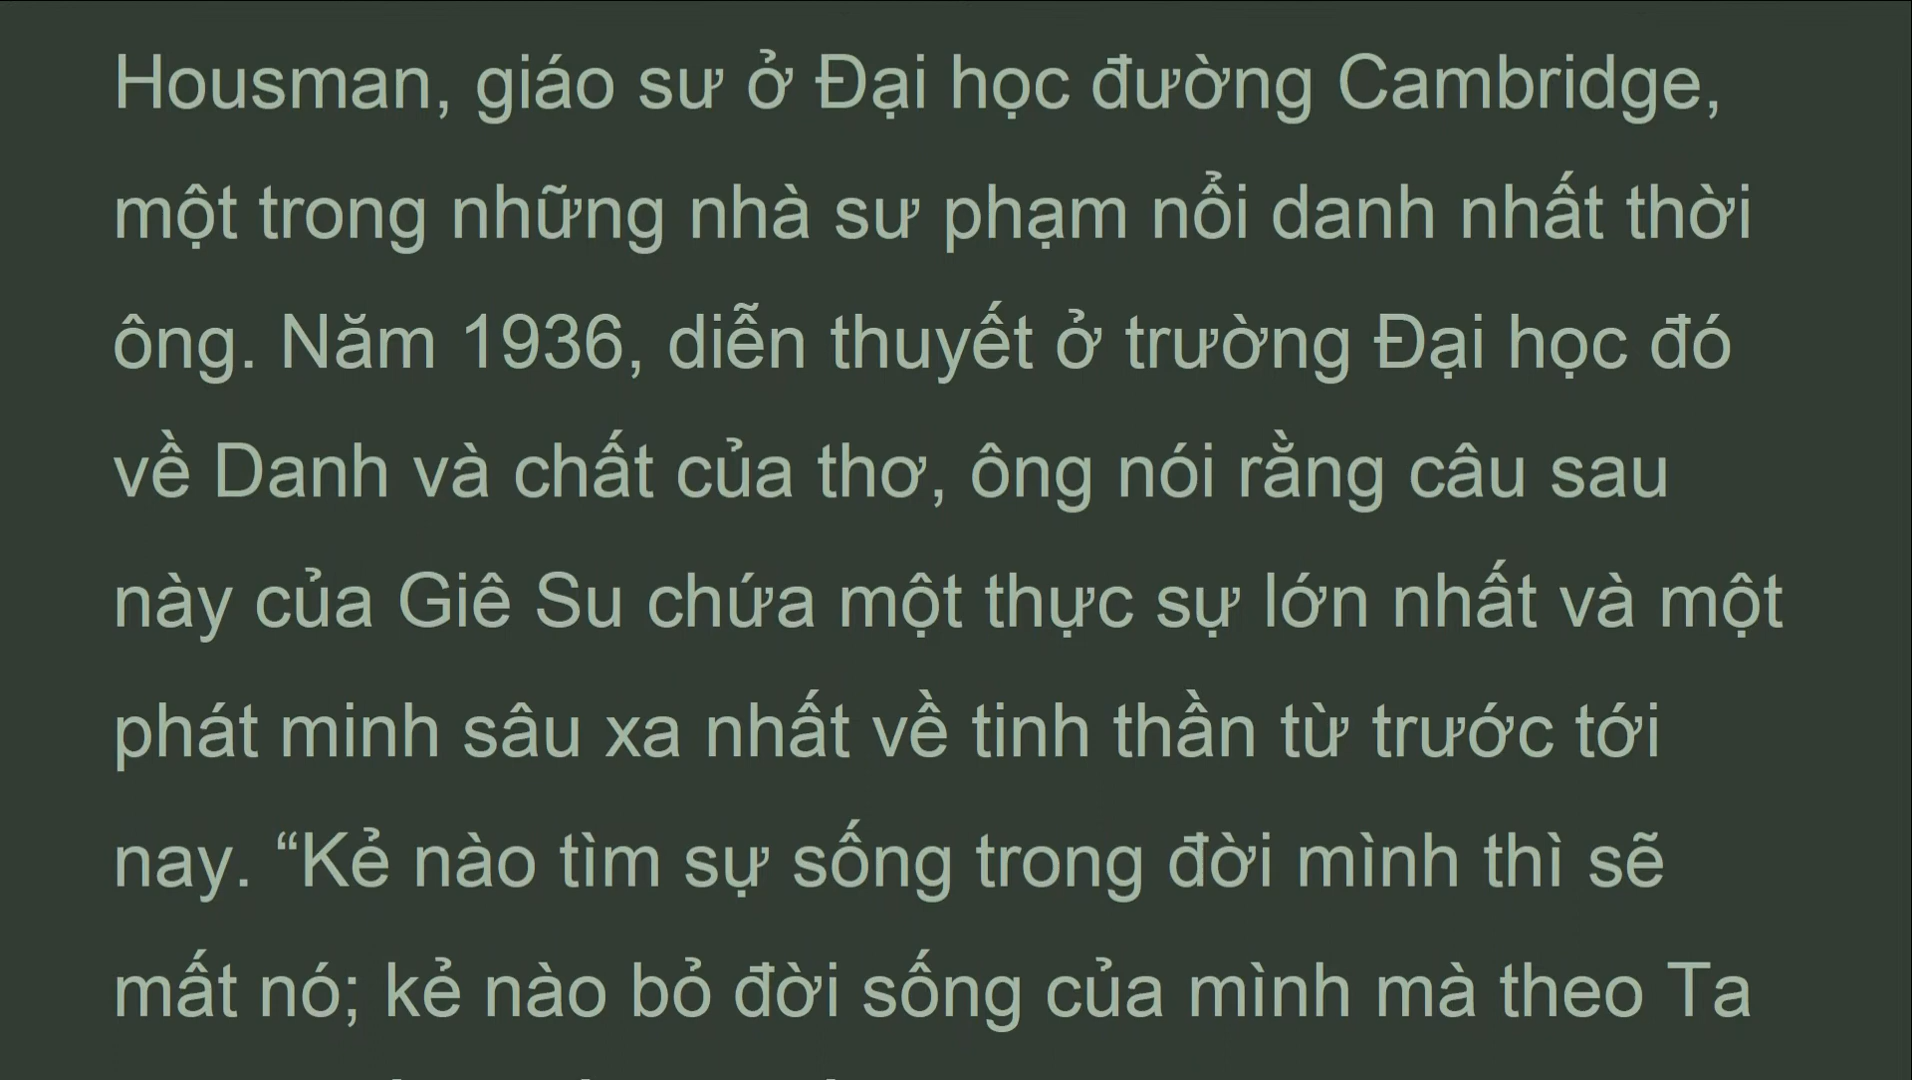 Housman, giáo sư ở Đại học đường Cambridge,
một trong những nhà sư phạm nổi danh nhất thời
ông. Năm 1936, diễn thuyết ở trường Đại học đó
về Danh và chất của thơ, ông nói rằng câu sau
này của Giê Su chứa một thực sự lớn nhất và một
phát minh sâu xa nhất về tinh thần từ trước tới
nay. “Kẻ nào tìm sự sống trong đời mình thì sẽ
mất nó; kẻ nào bỏ đời sống của mình mà theo Ta